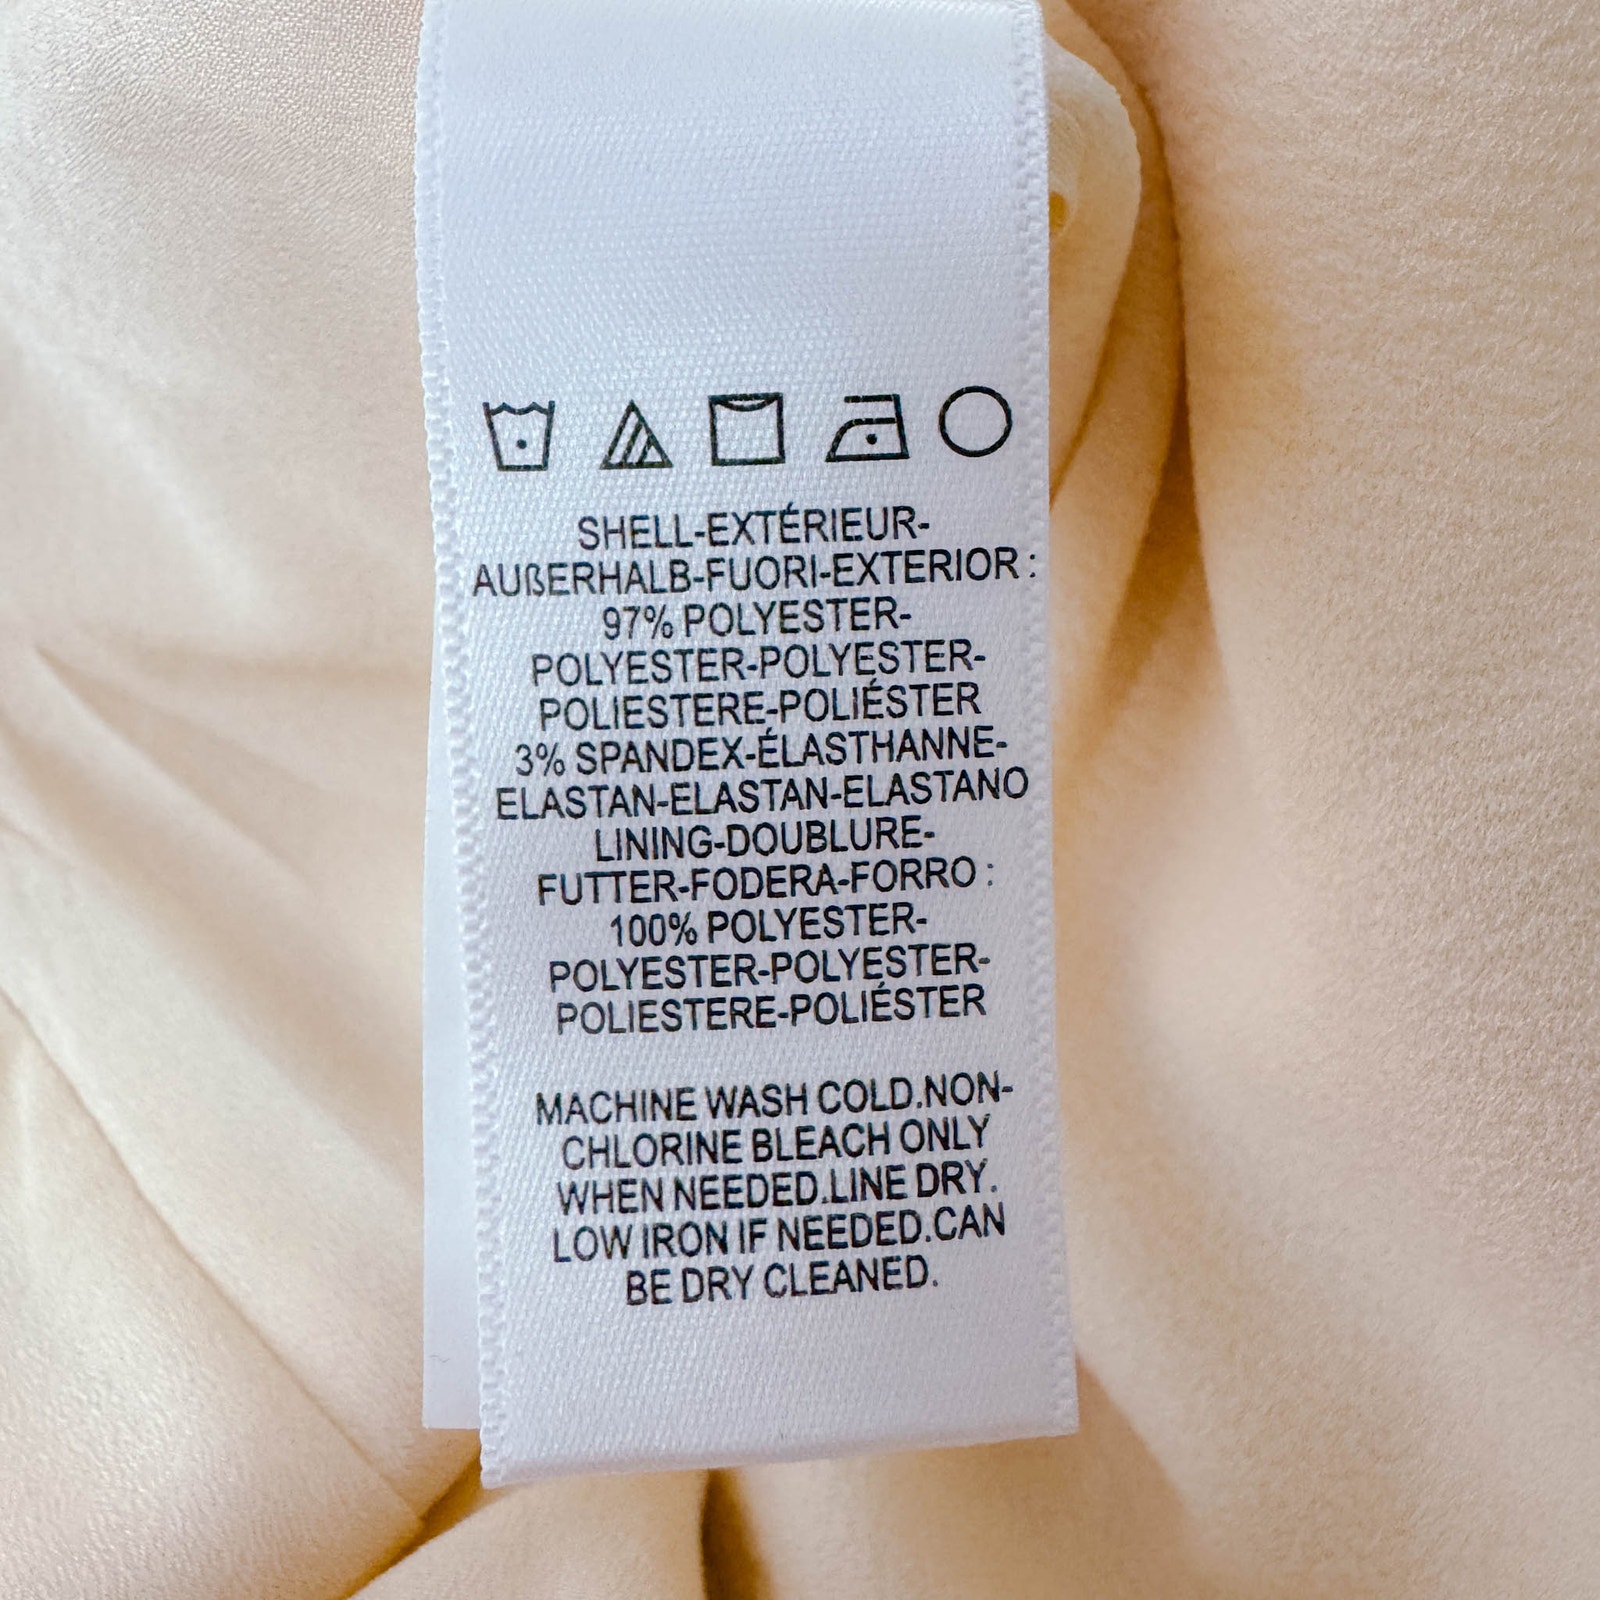 SHELL-EXTÉRIEUR-
AUßERHALB-FUORI-EXTERIOR :
97% POLYESTER-
POLYESTER-POLYESTER-
POLIESTERE-POLIÉSTER
3% SPANDEX-ÉLASTHANNE-
ELASTAN-ELASTAN-ELASTANO
LINING-DOUBLURE-
FUTTER-FODERA-FORRO :
100% POLYESTER-
POLYESTER-POLYESTER-
POLIESTERE-POLIÉSTER
MACHINE WASH COLD.NON-
CHLORINE BLEACH ONLY
WHEN NEEDED.LINE DRY.
LOW IRON IF NEEDED.CAN
BE DRY CLEANED.